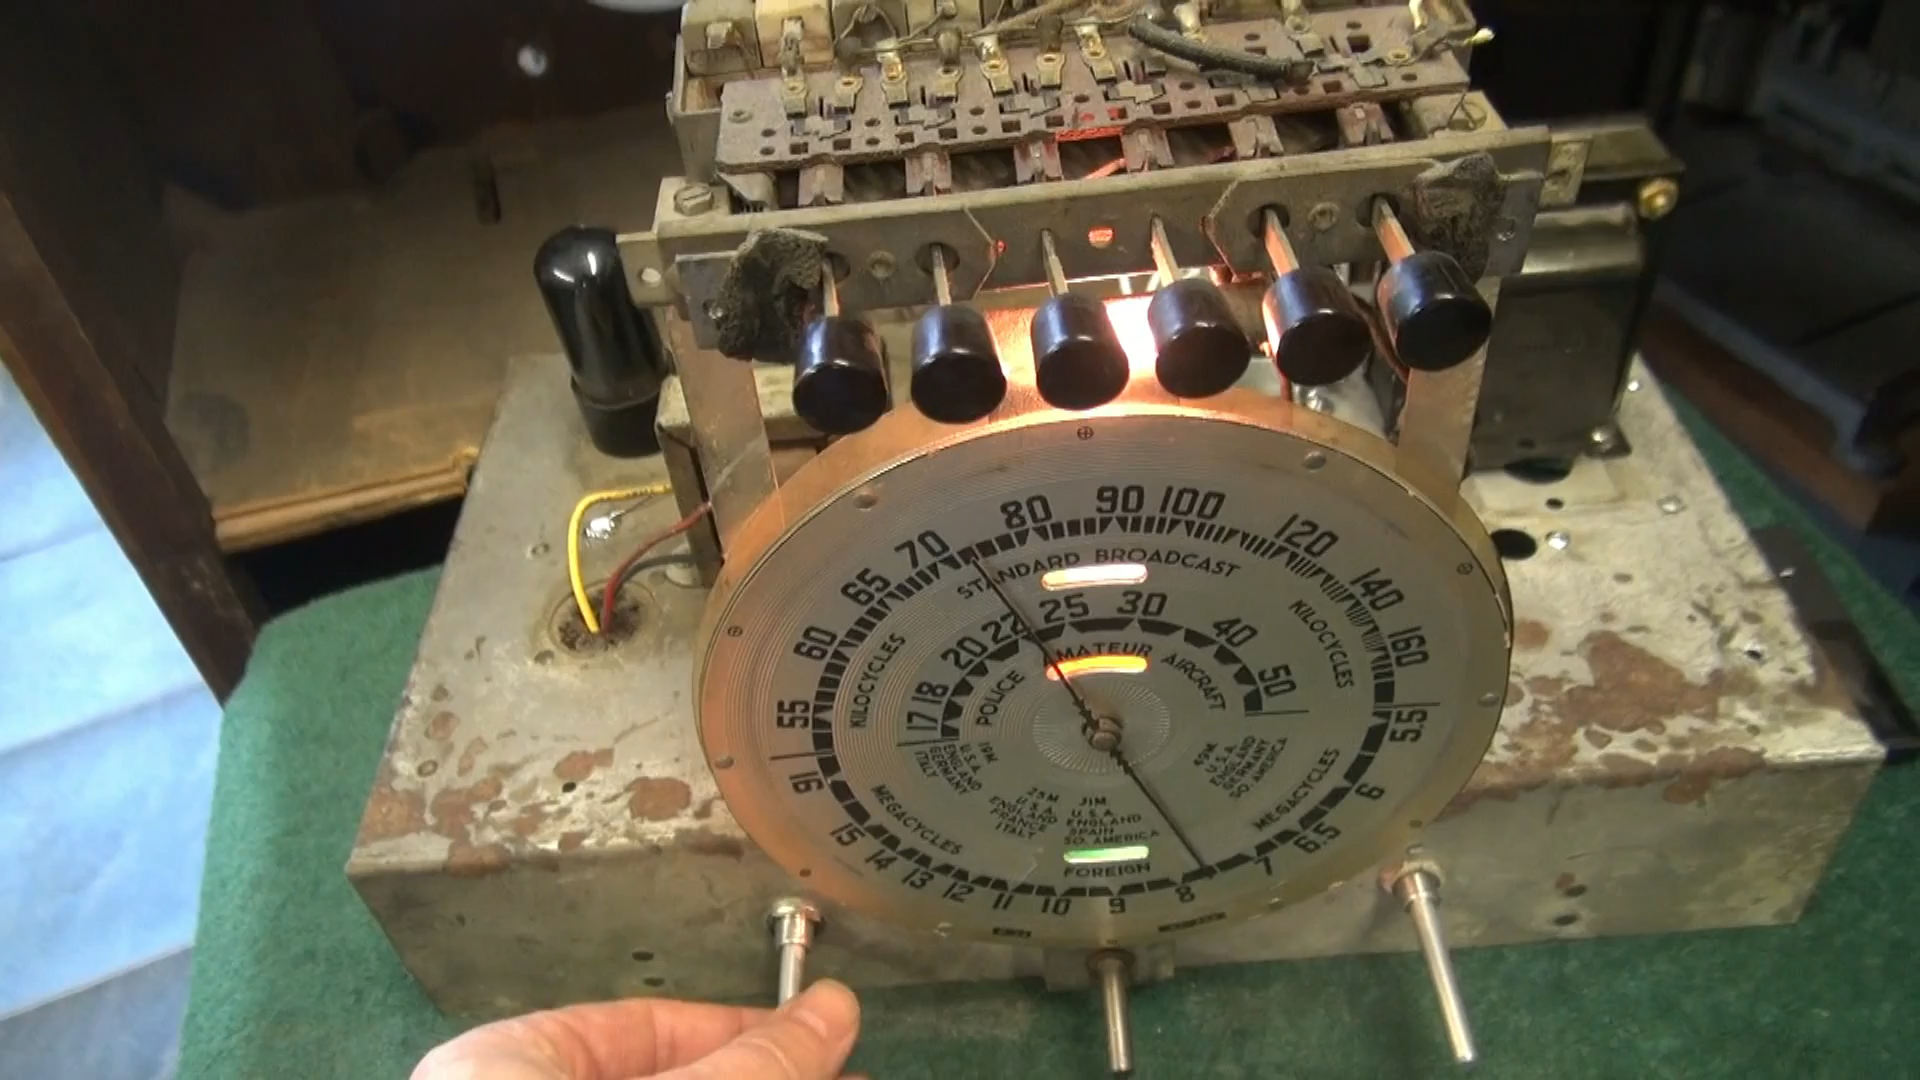 55 60 65 70 80 90 100 120 140 160
STANDARD BROADCAST
KILOCYCLES
KILOCYCLES
17 18 20 22 25 30 40 50
POLICE AMATEUR AIRCRAFT
19M
U.S.A.
ENGLAND
GERMANY
ITALY
25M
U.S.A.
ENGLAND
FRANCE
ITALY
U.S.A.
ENGLAND
SPAIN
SO. AMERICA
49M
U.S.A.
ENGLAND
GERMANY
SO. AMERICA
MEGACYCLES
MEGACYCLES
FOREIGN
15 14 13 12 11 10 9 8 7 6.5 6 5.5